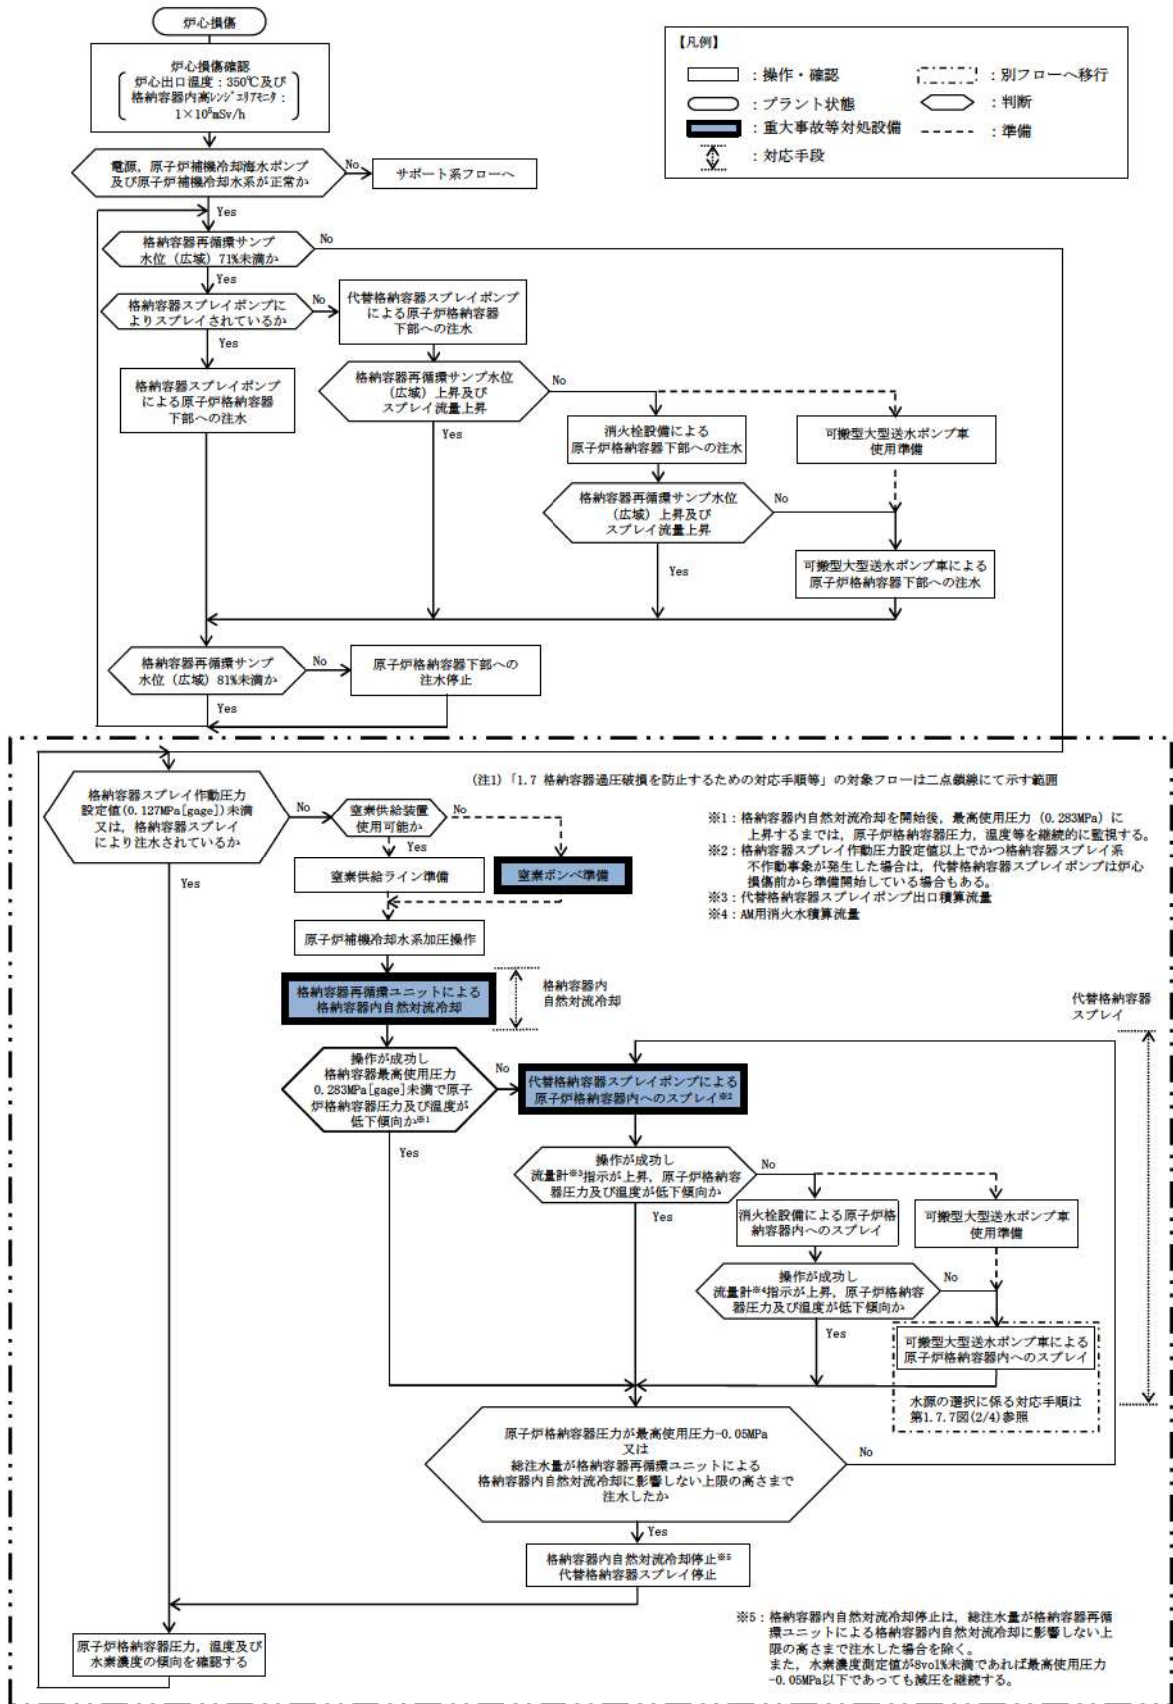 炉心損傷
炉心損傷確認
炉心出口温度：350℃及び
格納容器内高ﾚﾝｼﾞｴﾘｱﾓﾆﾀ：
1×10⁵mSv/h
【凡例】
：操作・確認
：別フローへ移行
：プラント状態
：判断
：重大事故等対処設備
：準備
：対応手段
電源，原子炉補機冷却海水ポンプ
及び原子炉補機冷却水系が正常か
No
サポート系フローへ
Yes
格納容器再循環サンプ
水位（広域）71%未満か
No
Yes
格納容器スプレイポンプに
よりスプレイされているか
No
代替格納容器スプレイポンプ
による原子炉格納容器
下部への注水
Yes
格納容器スプレイポンプ
による原子炉格納容器
下部への注水
格納容器再循環サンプ水位
（広域）上昇及び
スプレイ流量上昇
No
Yes
消火栓設備による
原子炉格納容器下部への注水
可搬型大型送水ポンプ車
使用準備
格納容器再循環サンプ水位
（広域）上昇及び
スプレイ流量上昇
No
Yes
可搬型大型送水ポンプ車による
原子炉格納容器下部への注水
格納容器再循環サンプ
水位（広域）81%未満か
No
原子炉格納容器下部への
注水停止
Yes
(注1)「1.7 格納容器過圧破損を防止するための対応手順等」の対象フローは二点鎖線にて示す範囲
格納容器スプレイ作動圧力
設定値(0.127MPa[gage])未満
又は，格納容器スプレイ
により注水されているか
No
Yes
窒素供給装置
使用可能か
No
Yes
窒素供給ライン準備
窒素ボンベ準備
※1：格納容器内自然対流冷却を開始後，最高使用圧力（0.283MPa）に
上昇するまでは，原子炉格納容器圧力，温度等を継続的に監視する。
※2：格納容器スプレイ作動圧力設定値以上でかつ格納容器スプレイ系
不作動事象が発生した場合は，代替格納容器スプレイポンプは炉心
損傷前から準備開始している場合もある。
※3：代替格納容器スプレイポンプ出口積算流量
※4：AM用消火水積算流量
原子炉補機冷却水系加圧操作
格納容器再循環ユニットによる
格納容器内自然対流冷却
格納容器内
自然対流冷却
代替格納容器
スプレイ
操作が成功し
格納容器最高使用圧力
0.283MPa[gage]未満で原子
炉格納容器圧力及び温度が
低下傾向か※1
No
Yes
代替格納容器スプレイポンプによる
原子炉格納容器内へのスプレイ※2
操作が成功し
流量計※3指示が上昇，原子炉格納容
器圧力及び温度が低下傾向か
No
Yes
消火栓設備による原子炉格
納容器内へのスプレイ
可搬型大型送水ポンプ車
使用準備
操作が成功し
流量計※4指示が上昇，原子炉格納容
器圧力及び温度が低下傾向か
No
Yes
可搬型大型送水ポンプ車による
原子炉格納容器内へのスプレイ
水源の選択に係る対応手順は
第1.7.7図(2/4)参照
原子炉格納容器圧力が最高使用圧力-0.05MPa
又は
総注水量が格納容器再循環ユニットによる
格納容器内自然対流冷却に影響しない上限の高さまで
注水したか
No
Yes
格納容器内自然対流冷却停止※5
代替格納容器スプレイ停止
原子炉格納容器圧力，温度及び
水素濃度の傾向を確認する
※5：格納容器内自然対流冷却停止は，総注水量が格納容器再循
環ユニットによる格納容器内自然対流冷却に影響しない上
限の高さまで注水した場合を除く。
また，水素濃度測定値が8vol%未満であれば最高使用圧力
-0.05MPa以下であっても減圧を継続する。